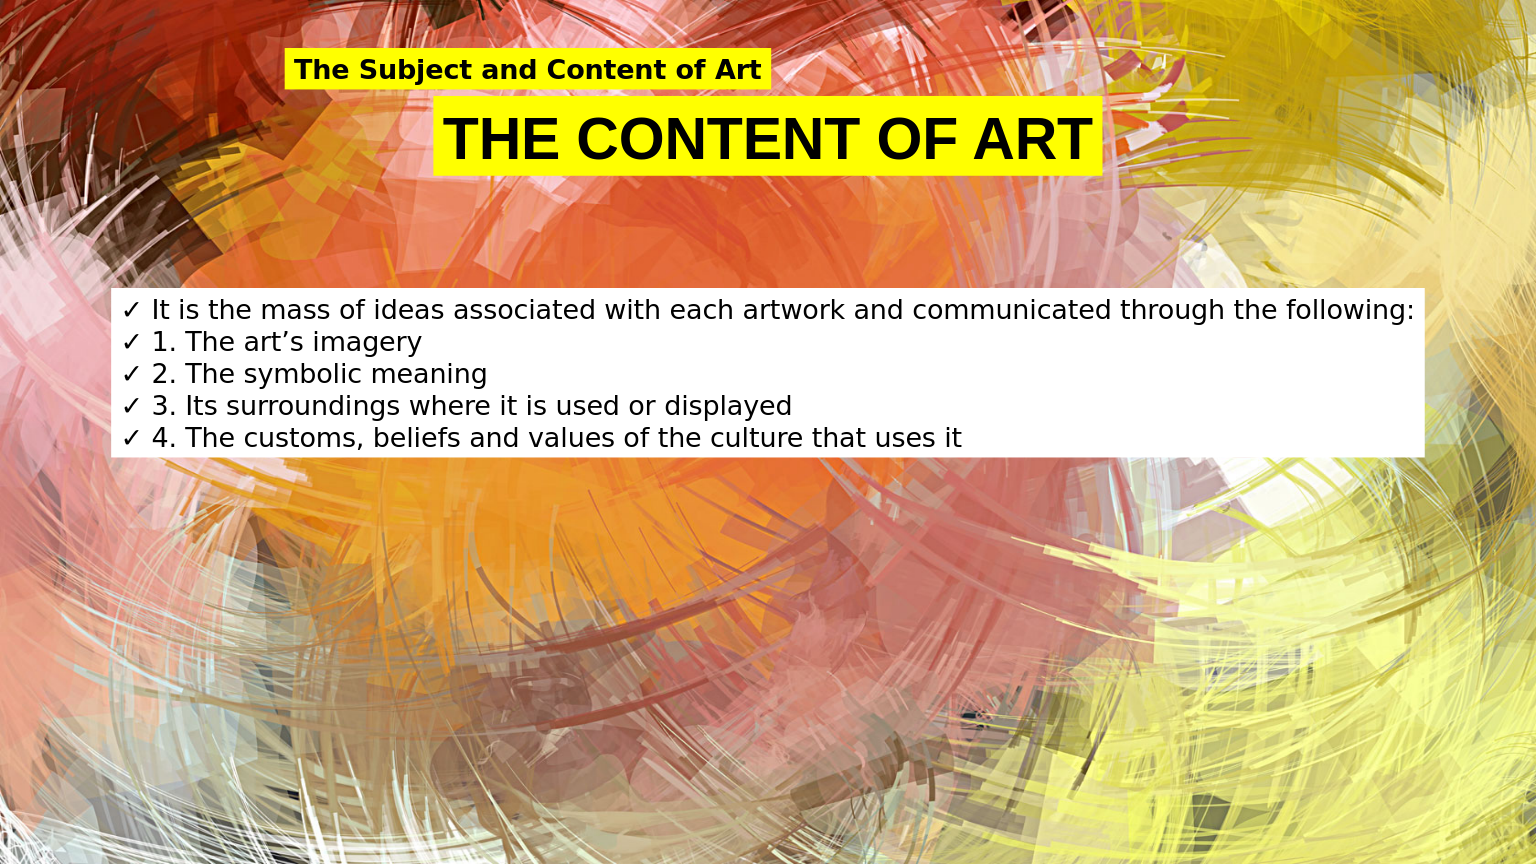 The Subject and Content of Art
THE CONTENT OF ART
✓ It is the mass of ideas associated with each artwork and communicated through the following:
✓ 1. The art’s imagery
✓ 2. The symbolic meaning
✓ 3. Its surroundings where it is used or displayed
✓ 4. The customs, beliefs and values of the culture that uses it